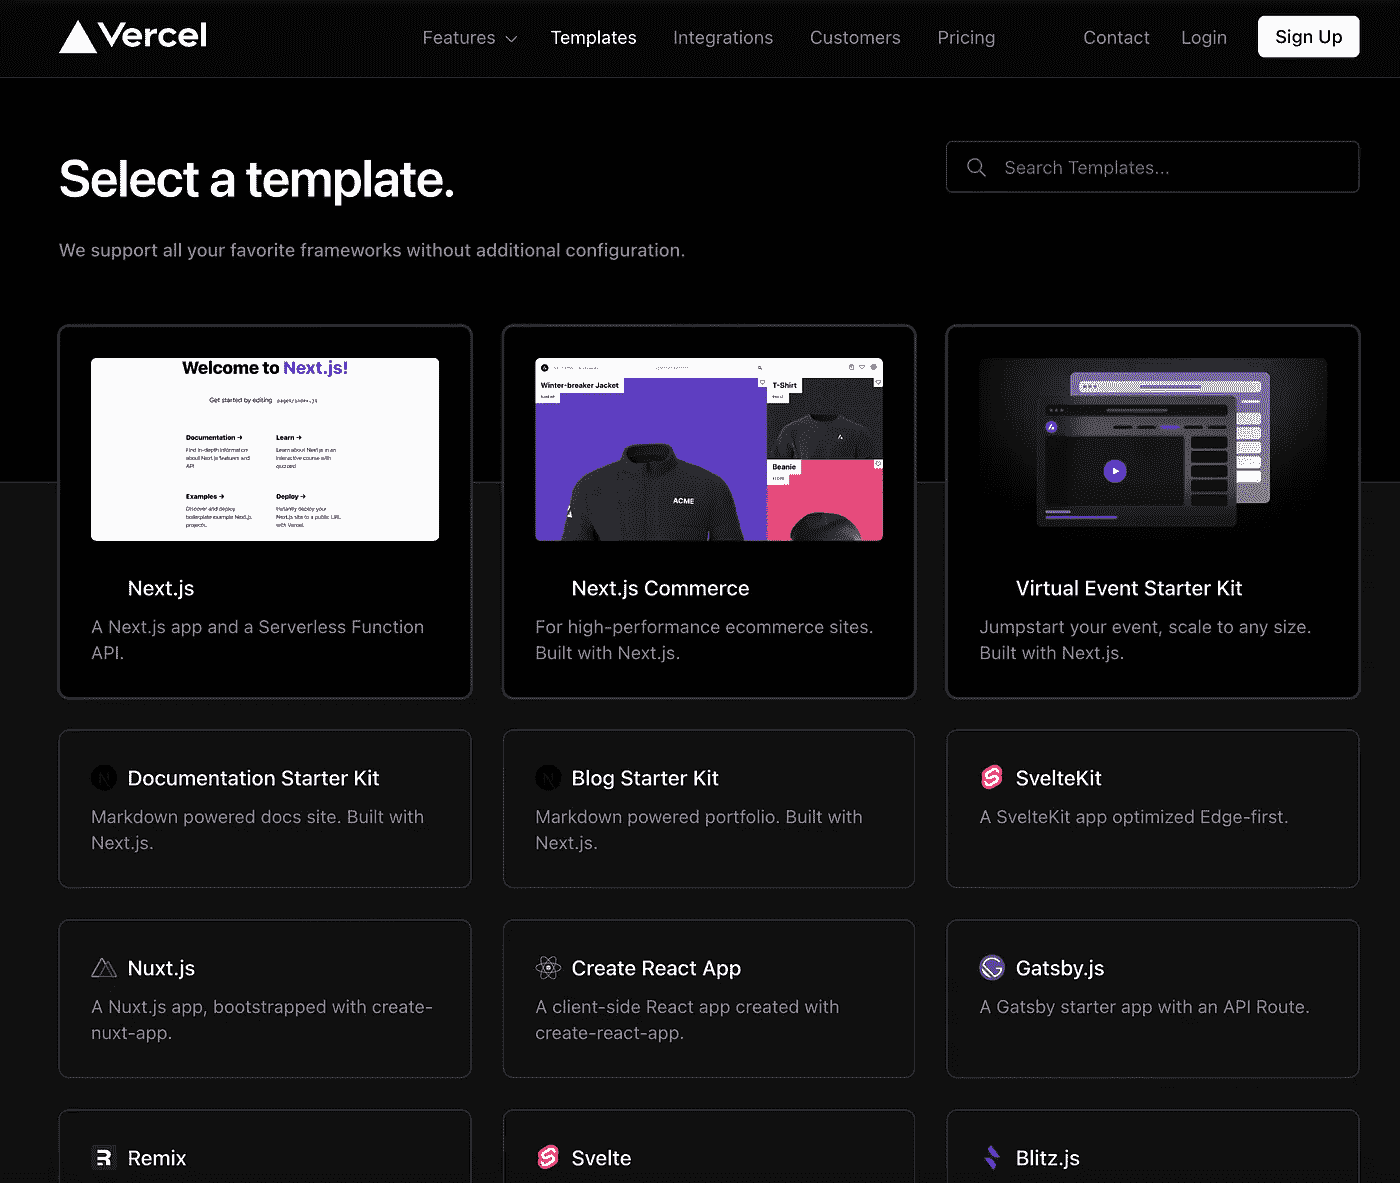 Vercel
Features
Templates
Integrations
Customers
Pricing
Contact
Login
Sign Up
Select a template.
Search Templates...
We support all your favorite frameworks without additional configuration.
Welcome to Next.js!
Get started by editing pages/index.js
Documentation →
Find in-depth information
about Next.js features and
API
Learn →
Learn about Next.js in an
interactive course with
quizzes!
Examples →
Discover and deploy
boilerplate example Next.js
projects.
Deploy →
Instantly deploy your
Next.js site to a public URL
with Vercel.
Winter-breaker Jacket
T-Shirt
ACME
Beanie
Next.js
A Next.js app and a Serverless Function
API.
Next.js Commerce
For high-performance ecommerce sites.
Built with Next.js.
Virtual Event Starter Kit
Jumpstart your event, scale to any size.
Built with Next.js.
Documentation Starter Kit
Markdown powered docs site. Built with
Next.js.
Blog Starter Kit
Markdown powered portfolio. Built with
Next.js.
SvelteKit
A SvelteKit app optimized Edge-first.
Nuxt.js
A Nuxt.js app, bootstrapped with create-
nuxt-app.
Create React App
A client-side React app created with
create-react-app.
Gatsby.js
A Gatsby starter app with an API Route.
Remix
Svelte
Blitz.js